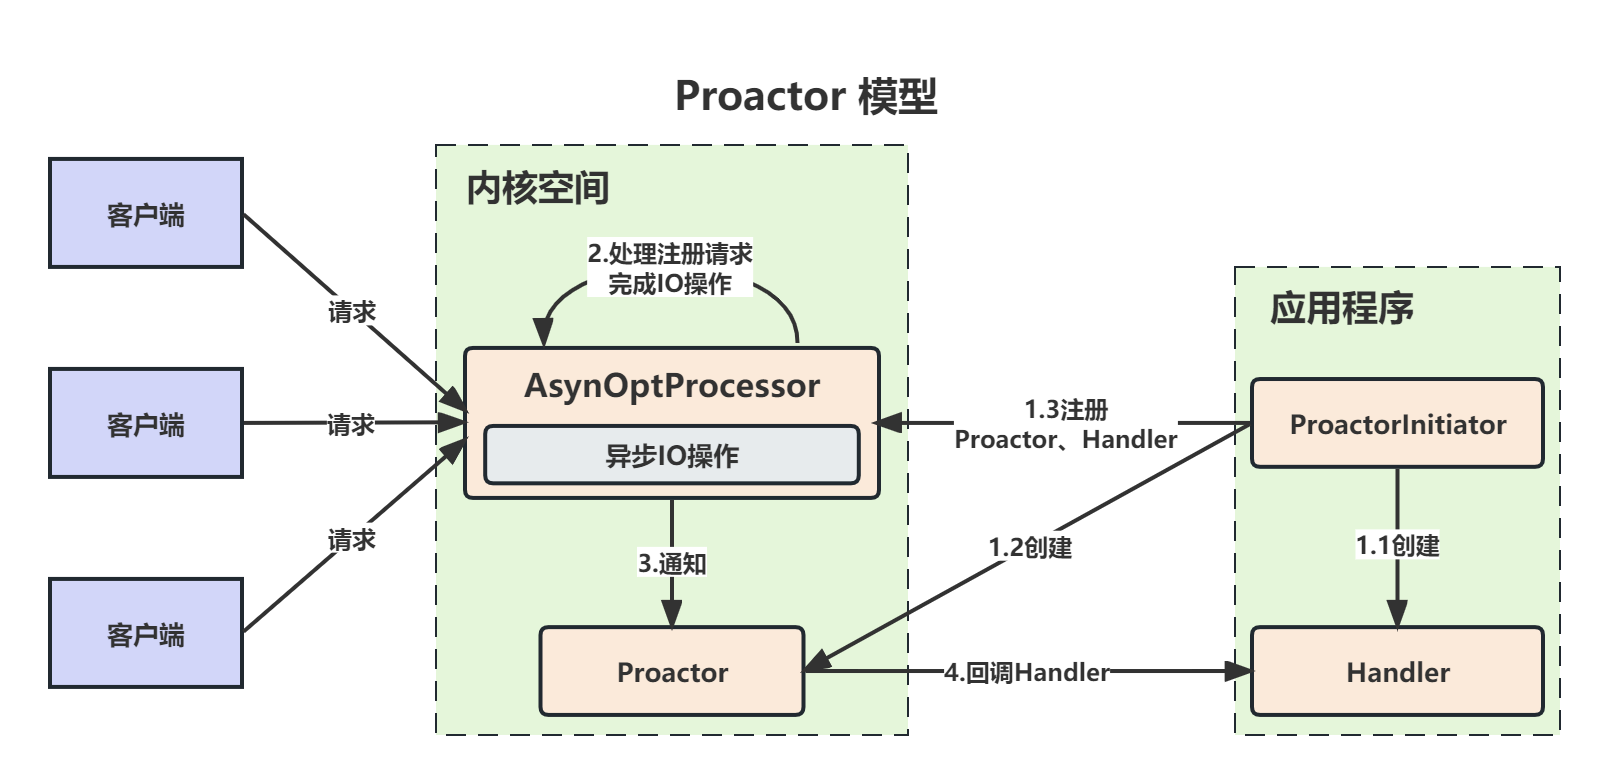 Proactor 模型
客户端
请求
客户端
请求
客户端
请求
内核空间
2.处理注册请求
完成IO操作
AsynOptProcessor
异步IO操作
3.通知
Proactor
1.3注册
Proactor、Handler
1.2创建
4.回调Handler
应用程序
ProactorInitiator
1.1创建
Handler